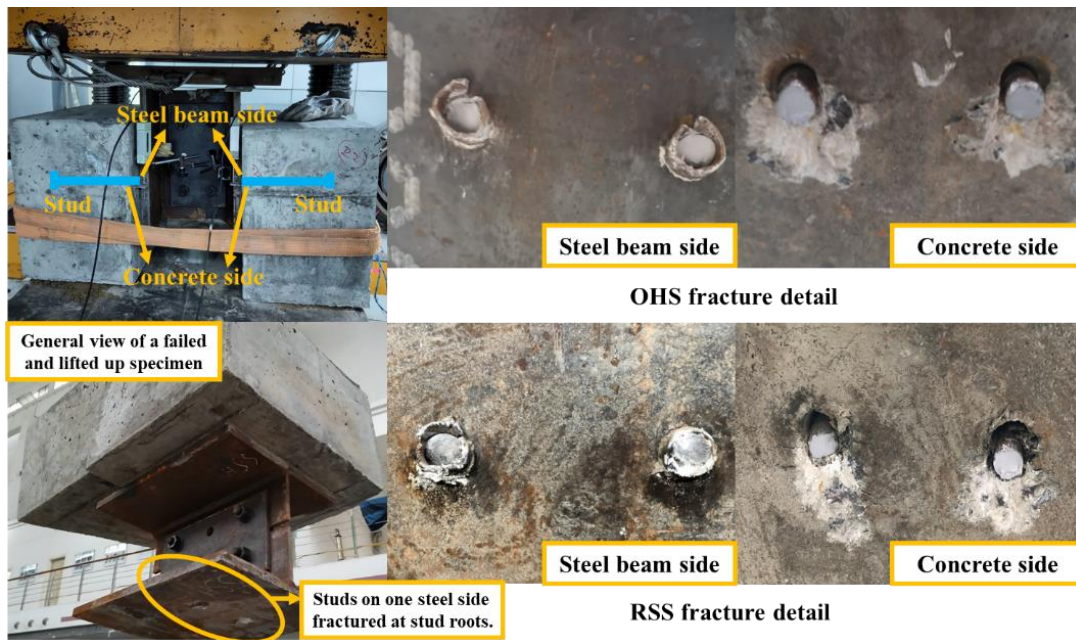 Steel beam side
Stud
Stud
Concrete side
General view of a failed
and lifted up specimen
Steel beam side
Concrete side
OHS fracture detail
Studs on one steel side
fractured at stud roots.
Steel beam side
Concrete side
RSS fracture detail